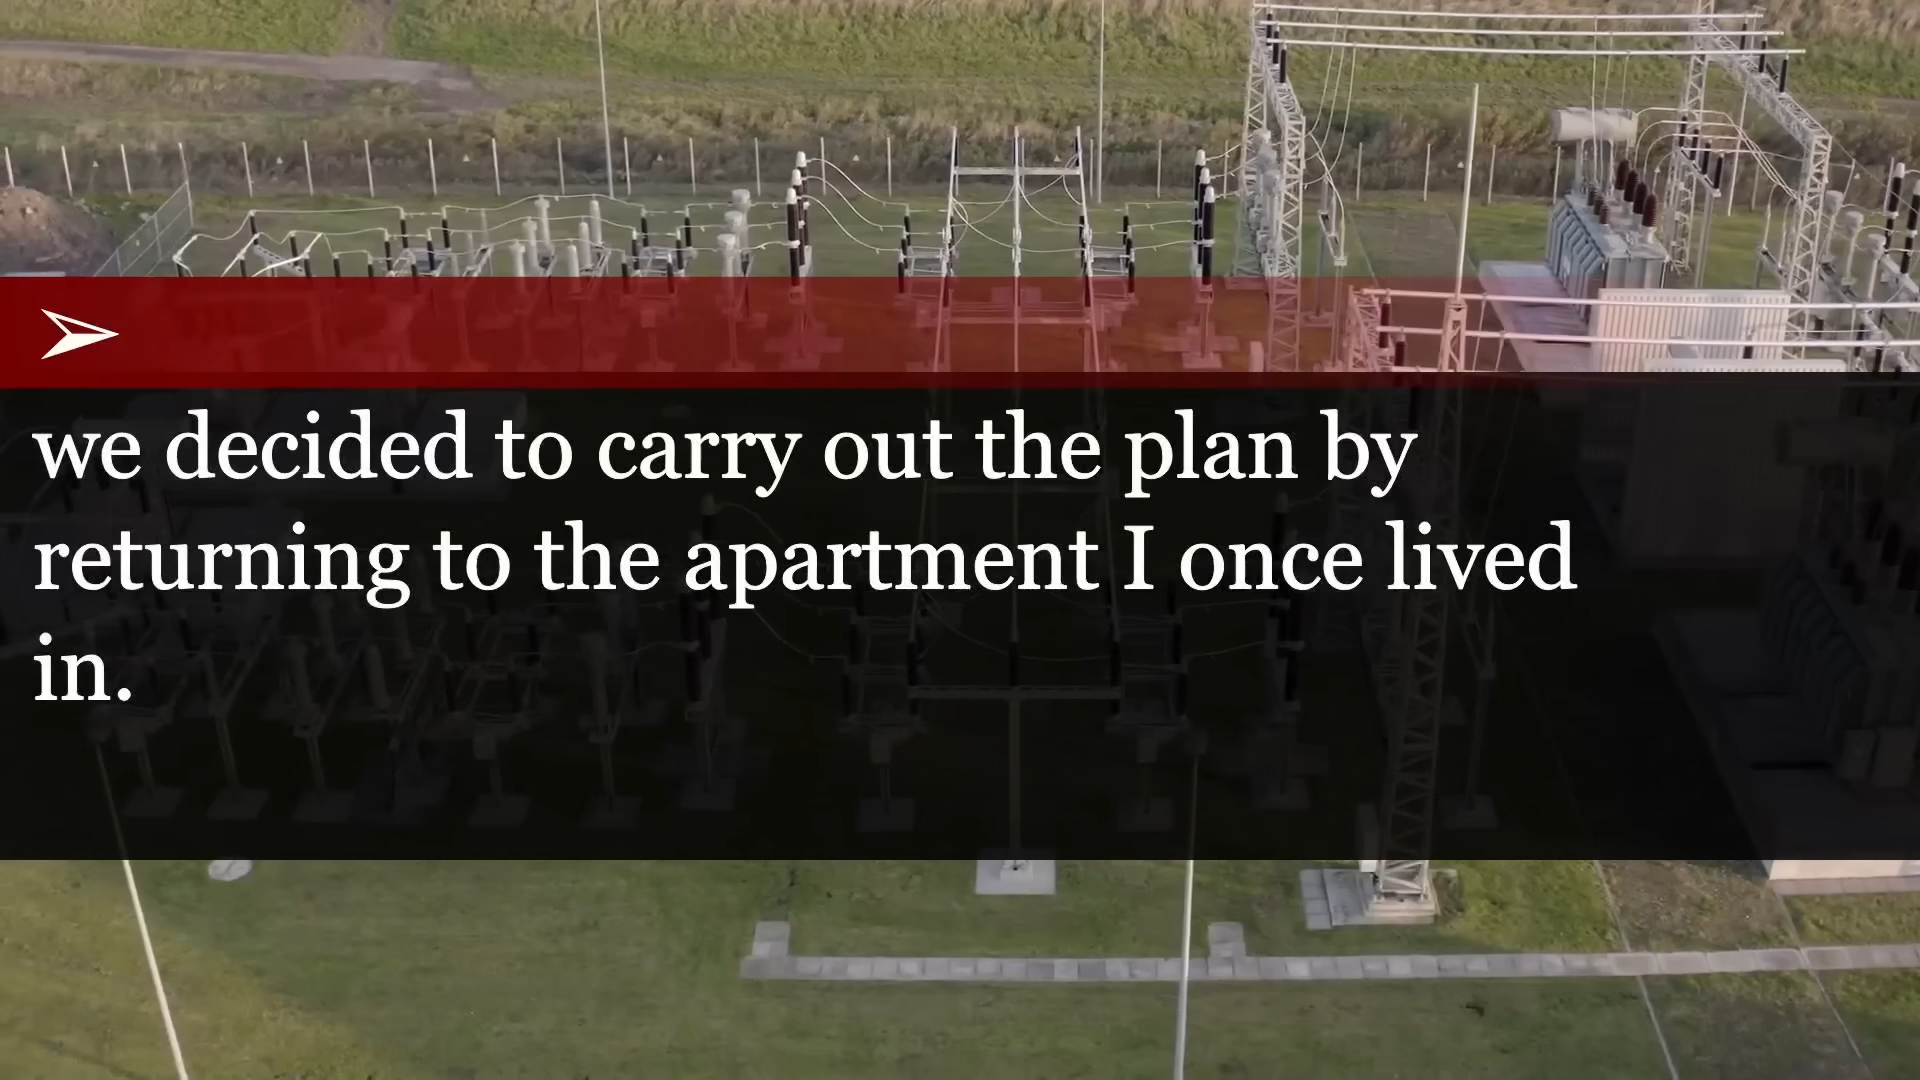 we decided to carry out the plan by
returning to the apartment I once lived
in.